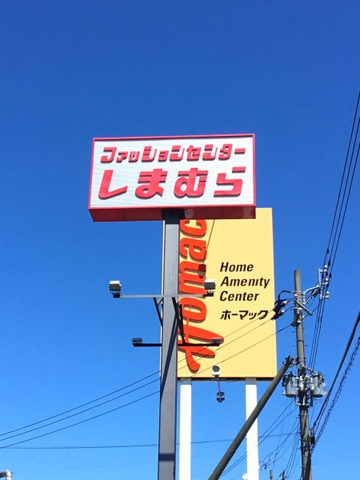 ファッションセンター
しまむら
Homac
Home
Amenity
Center
ホーマック